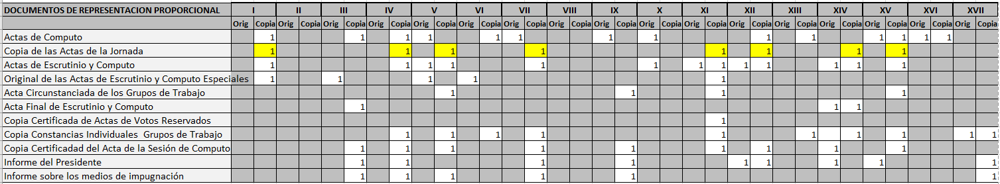 DOCUMENTOS DE REPRESENTACION PROPORCIONAL I II III IV V VI VII VIII IX X XI XII XIII XIV XV XVI XVII
Orig Copia Orig Copia Orig Copia Orig Copia Orig Copia Orig Copia Orig Copia Orig Copia Orig Copia Orig Copia Orig Copia Orig Copia Orig Copia Orig Copia Orig Copia Orig Copia Orig Copia
Actas de Computo 1 1 1 1 1 1 1 1 1 1 1 1 1 1
Copia de las Actas de la Jornada 1 1 1 1 1 1 1 1
Actas de Escrutinio y Computo 1 1 1 1 1 1 1 1 1 1 1 1 1
Original de las Actas de Escrutinio y Computo Especiales 1 1 1 1 1
Acta Circunstanciada de los Grupos de Trabajo 1 1 1 1
Acta Final de Escrutinio y Computo 1 1 1
Copia Certificada de Actas de Votos Reservados 1
Copia Constancias Individuales Grupos de Trabajo 1 1 1 1 1 1 1 1 1 1
Copia Certificadad del Acta de la Sesión de Computo 1 1 1 1 1 1 1 1 1
Informe del Presidente 1 1 1 1 1 1 1 1 1
Informe sobre los medios de impugnación 1 1 1 1 1 1